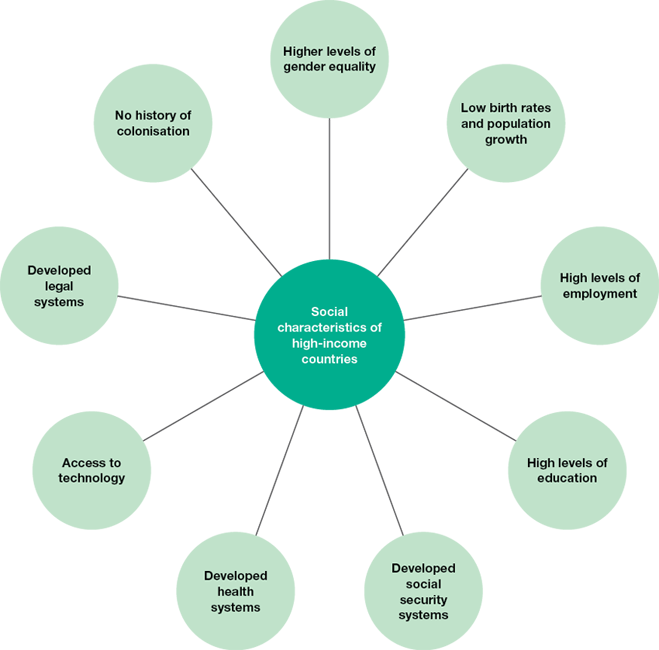 Higher levels of
gender equality
Low birth rates
and population
growth
High levels of
employment
High levels of
education
Developed
social
security
systems
Developed
health
systems
Access to
technology
Developed
legal
systems
No history of
colonisation
Social
characteristics of
high-income
countries